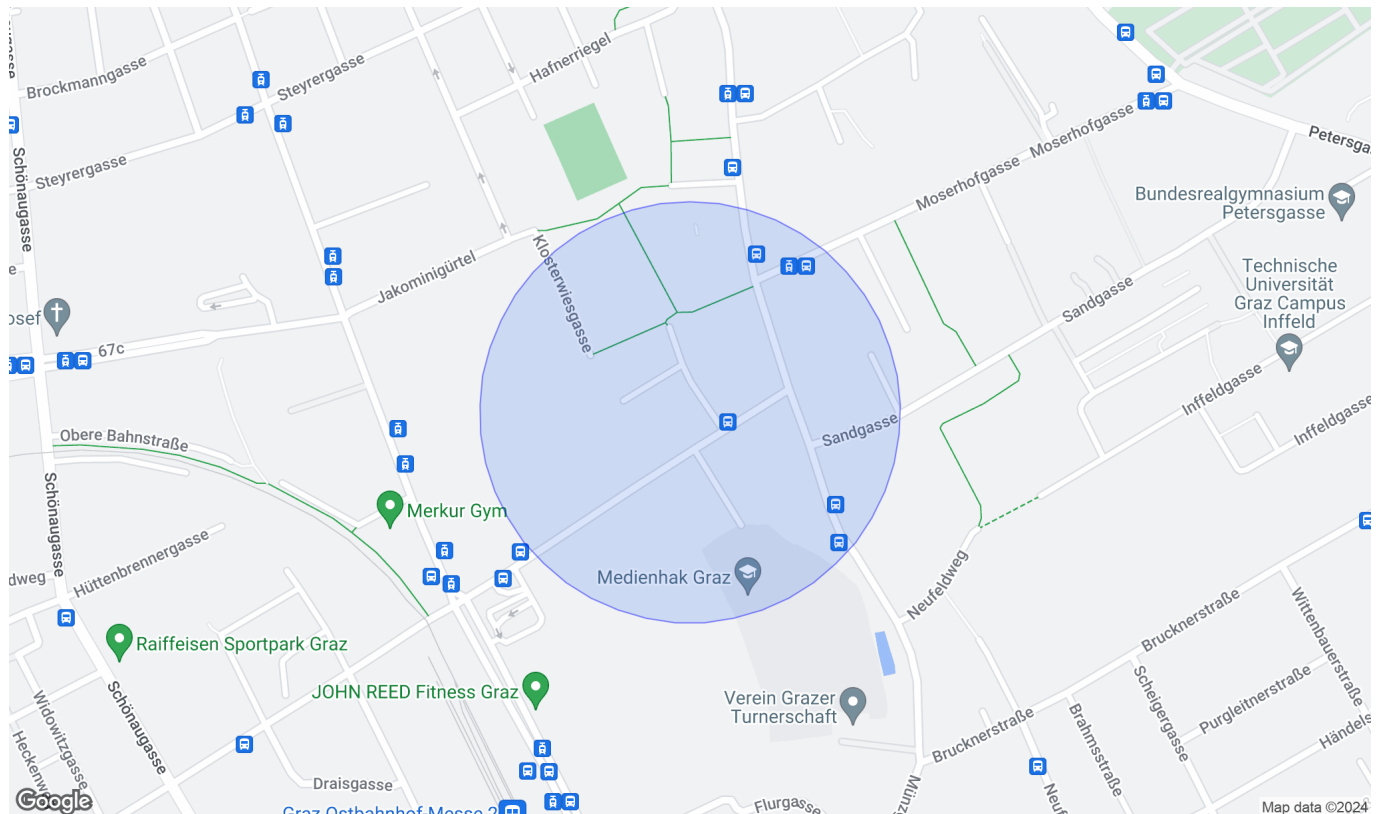 Brockmanngasse
Steyrergasse
Hafnerriegel
Steyrergasse
Schönaugasse
Moserhofgasse
Moserhofgasse
Bundesrealgymnasium
Petersgasse
Klosterwiesgasse
Jakominigürtel
67c
Technische
Universität
Graz Campus
Inffeld
Sandgasse
Sandgasse
Inffeldgasse
Inffeldgasse
Obere Bahnstraße
Schönaugasse
Merkur Gym
Hüttenbrennergasse
Medienhak Graz
Neufeldweg
Raiffeisen Sportpark Graz
JOHN REED Fitness Graz
Verein Grazer
Turnerschaft
Schönaugasse
Widowitzgasse
Brucknerstraße
Brucknerstraße
Wittenbauerstraße
Scheigergasse
Purgleitnerstraße
Brahmsstraße
Draisgasse
Flurgasse
Graz Ostbahnhof-Messe 2
Google
Map data ©2024